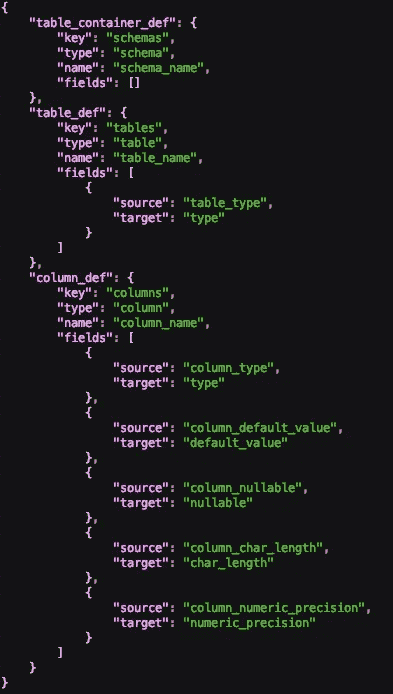 {
    "table_container_def": {
        "key": "schemas",
        "type": "schema",
        "name": "schema_name",
        "fields": []
    },
    "table_def": {
        "key": "tables",
        "type": "table",
        "name": "table_name",
        "fields": [
            {
                "source": "table_type",
                "target": "type"
            }
        ]
    },
    "column_def": {
        "key": "columns",
        "type": "column",
        "name": "column_name",
        "fields": [
            {
                "source": "column_type",
                "target": "type"
            },
            {
                "source": "column_default_value",
                "target": "default_value"
            },
            {
                "source": "column_nullable",
                "target": "nullable"
            },
            {
                "source": "column_char_length",
                "target": "char_length"
            },
            {
                "source": "column_numeric_precision",
                "target": "numeric_precision"
            }
        ]
    }
}